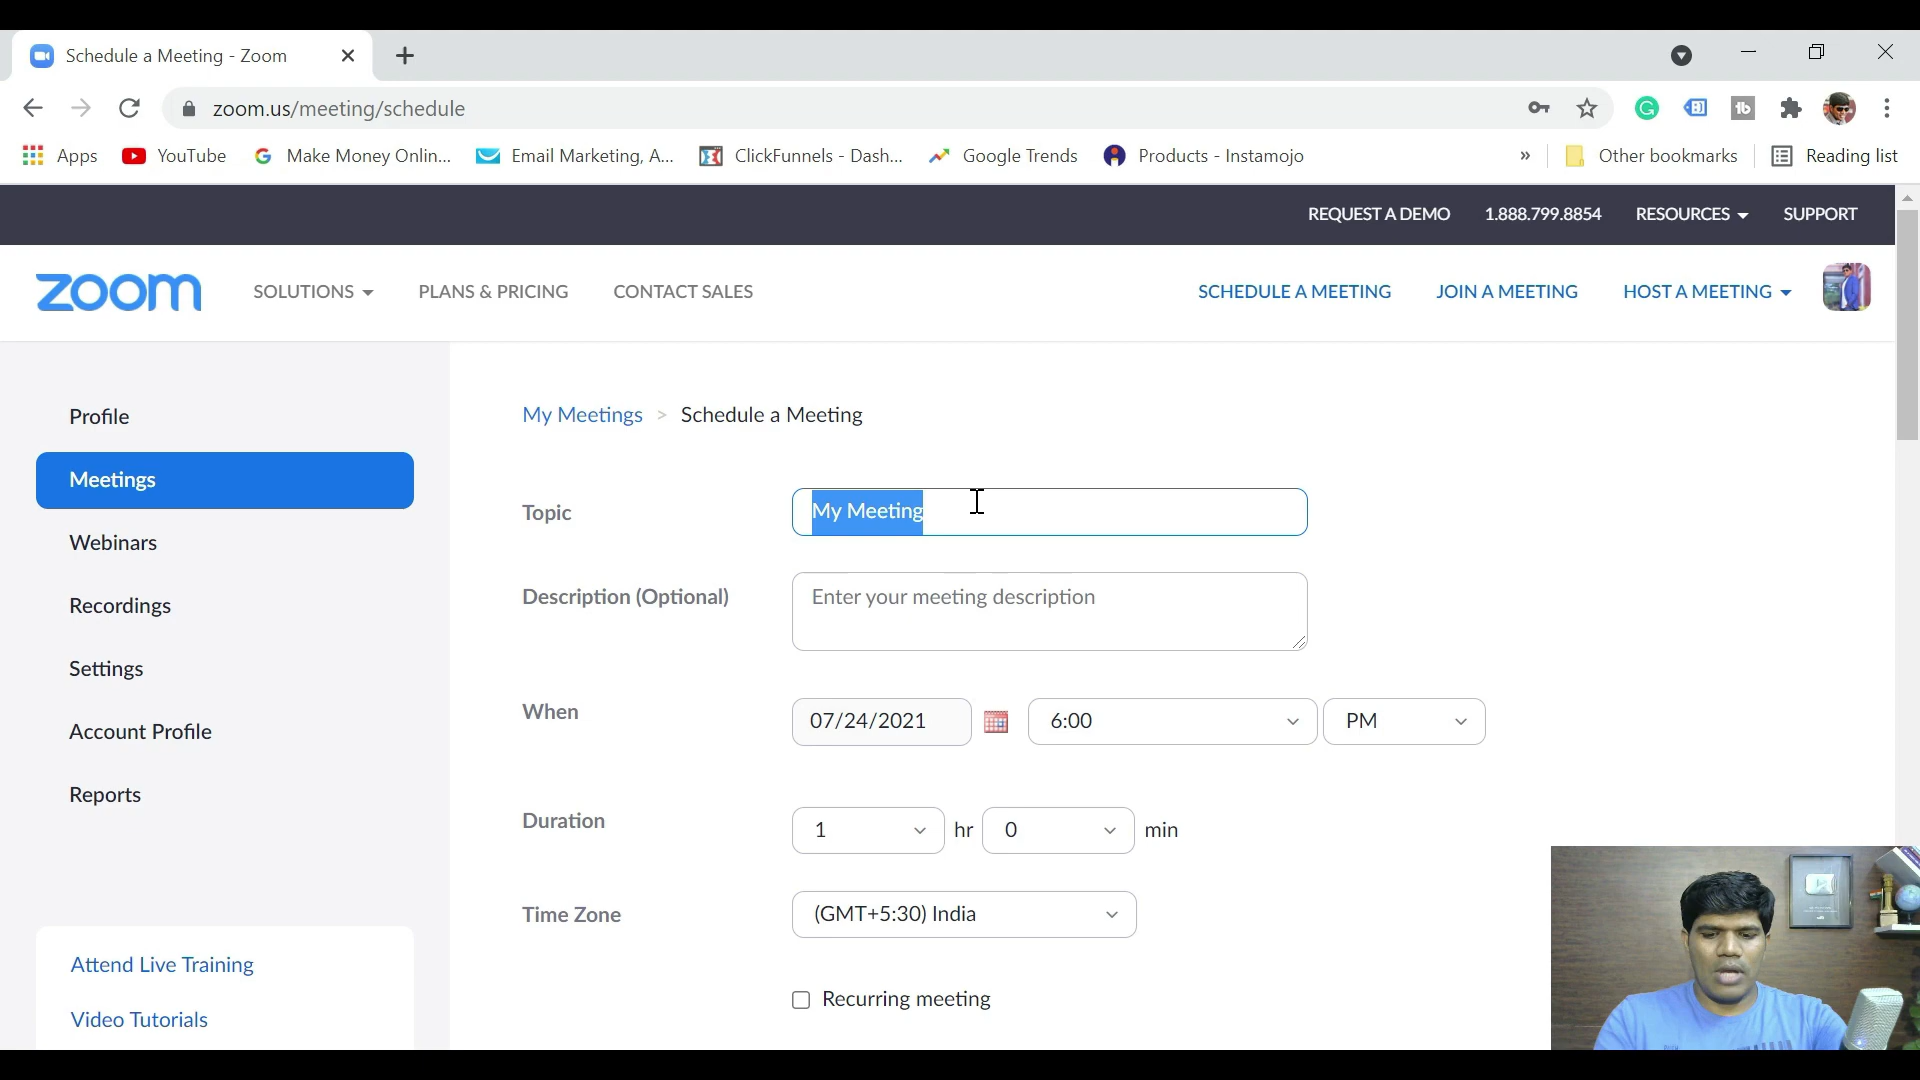 Schedule a Meeting - Zoom
zoom.us/meeting/schedule
Apps YouTube Make Money Onlin... Email Marketing, A... ClickFunnels - Dash... Google Trends Products - Instamojo » Other bookmarks Reading list
REQUEST A DEMO 1.888.799.8854 RESOURCES SUPPORT
zoom SOLUTIONS PLANS & PRICING CONTACT SALES SCHEDULE A MEETING JOIN A MEETING HOST A MEETING
Profile
Meetings
Webinars
Recordings
Settings
Account Profile
Reports
Attend Live Training
Video Tutorials
My Meetings > Schedule a Meeting
Topic My Meeting
Description (Optional) Enter your meeting description
When 07/24/2021 6:00 PM
Duration 1 hr 0 min
Time Zone (GMT+5:30) India
Recurring meeting